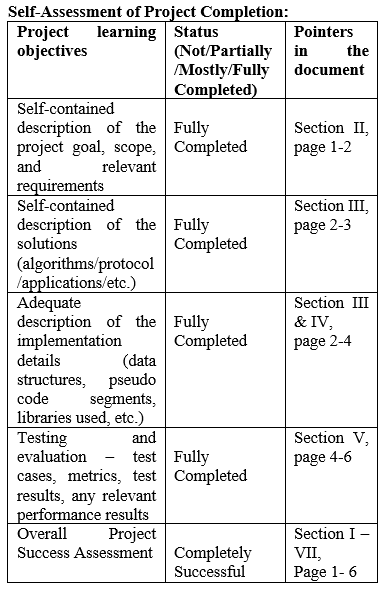 Self-Assessment of Project Completion:
Project learning objectives
Status (Not/Partially /Mostly/Fully Completed)
Pointers in the document
Self-contained
description of the
project goal, scope,
and relevant
requirements
Fully
Completed
Section II,
page 1-2
Self-contained
description of the
solutions
(algorithms/protocol
/applications/etc.)
Fully
Completed
Section III,
page 2-3
Adequate
description of the
implementation
details (data
structures, pseudo
code segments,
libraries used, etc.)
Fully
Completed
Section III
& IV,
page 2-4
Testing and
evaluation – test
cases, metrics, test
results, any relevant
performance results
Fully
Completed
Section V,
page 4-6
Overall Project
Success Assessment
Completely
Successful
Section I –
VII,
Page 1- 6